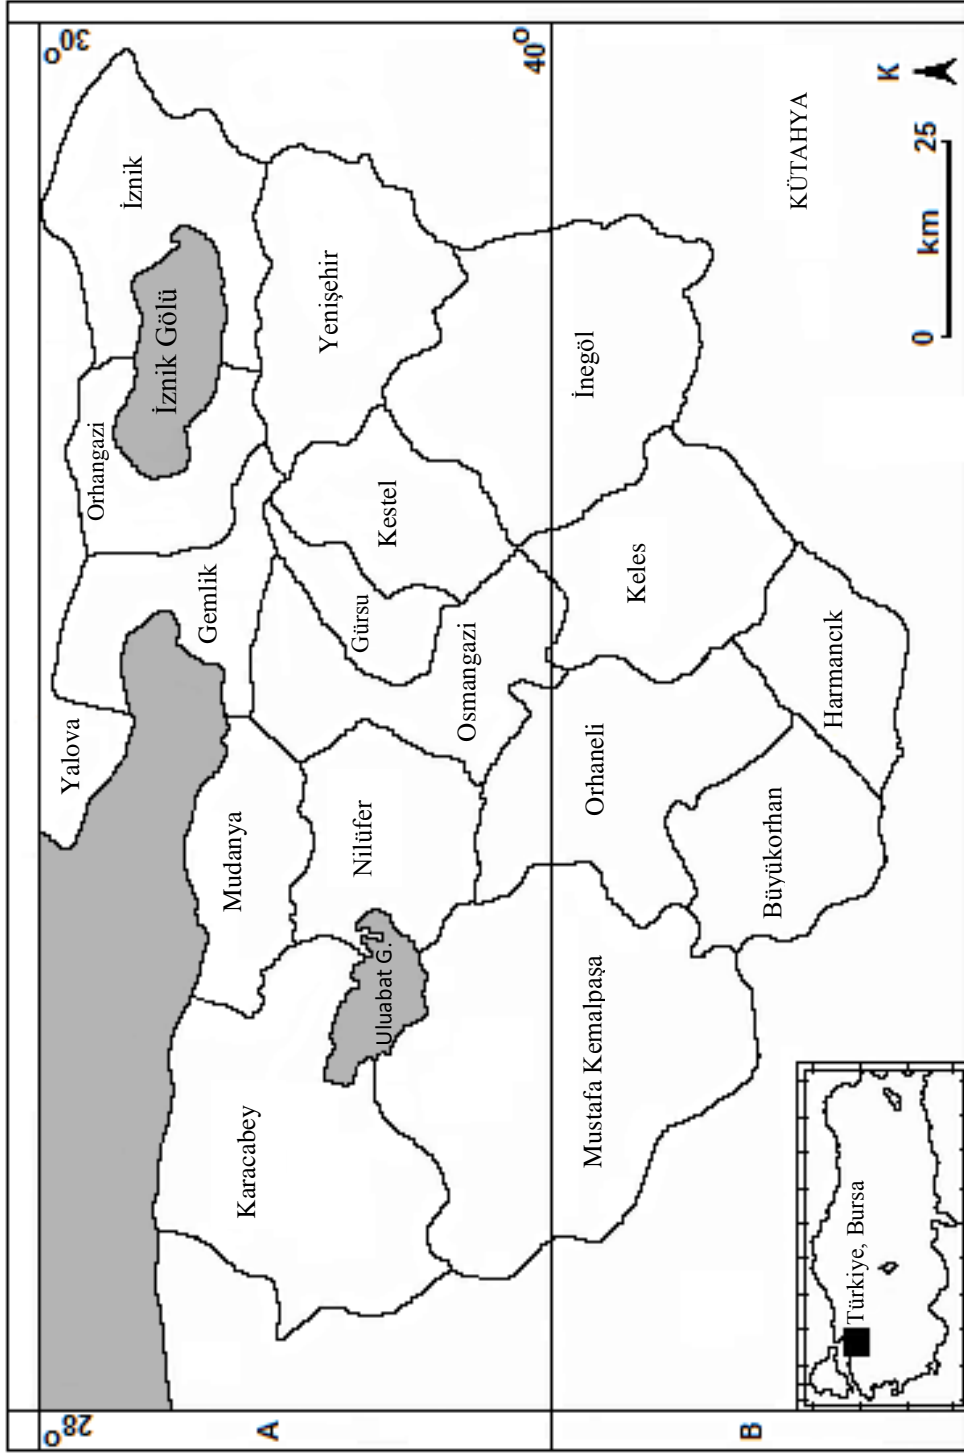 28°
30°
A
Yalova
Orhangazi
İznik
İznik Gölü
Gemlik
Mudanya
Karacabey
Yenişehir
Gürsu
Kestel
Nilüfer
Uluabat G.
Osmangazi
40°
İnegöl
Keles
Orhaneli
Mustafa Kemalpaşa
B
Büyükorhan
Harmancık
KÜTAHYA
Türkiye, Bursa
K
0 km 25